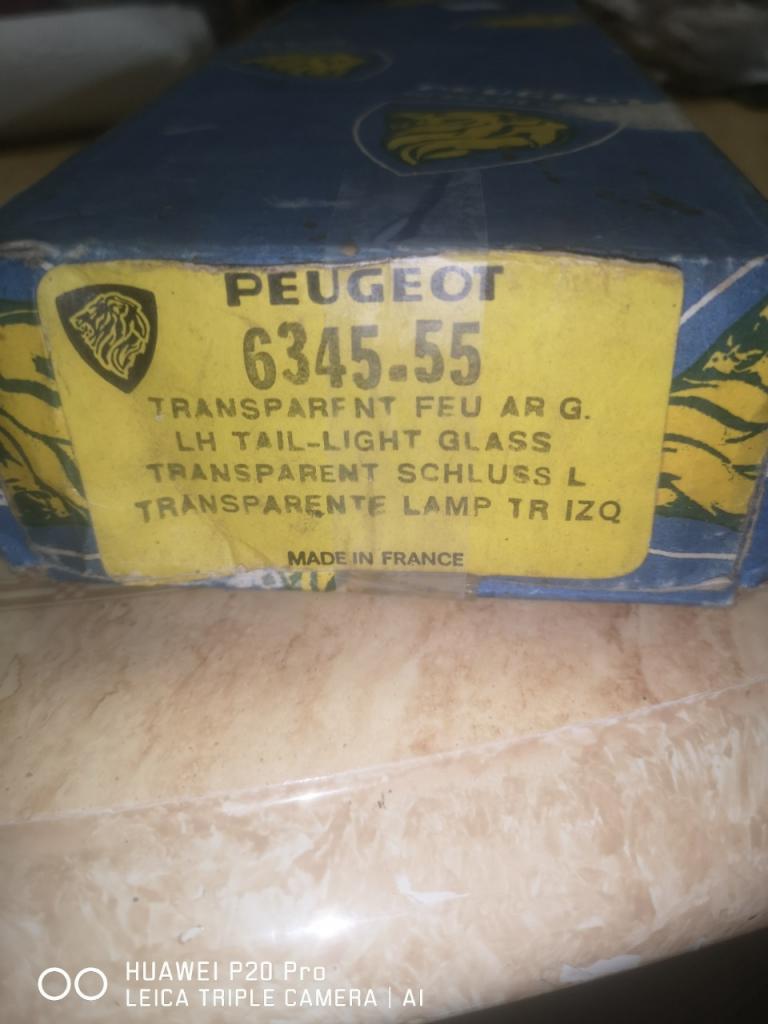 PEUGEOT
PEUGEOT
6345-55
TRANSPARENT FEU AR G.
LH TAIL-LIGHT GLASS
TRANSPARENT SCHLUSS L
TRANSPARENTE LAMP TR IZQ
MADE IN FRANCE
HUAWEI P20 Pro
LEICA TRIPLE CAMERA | AI